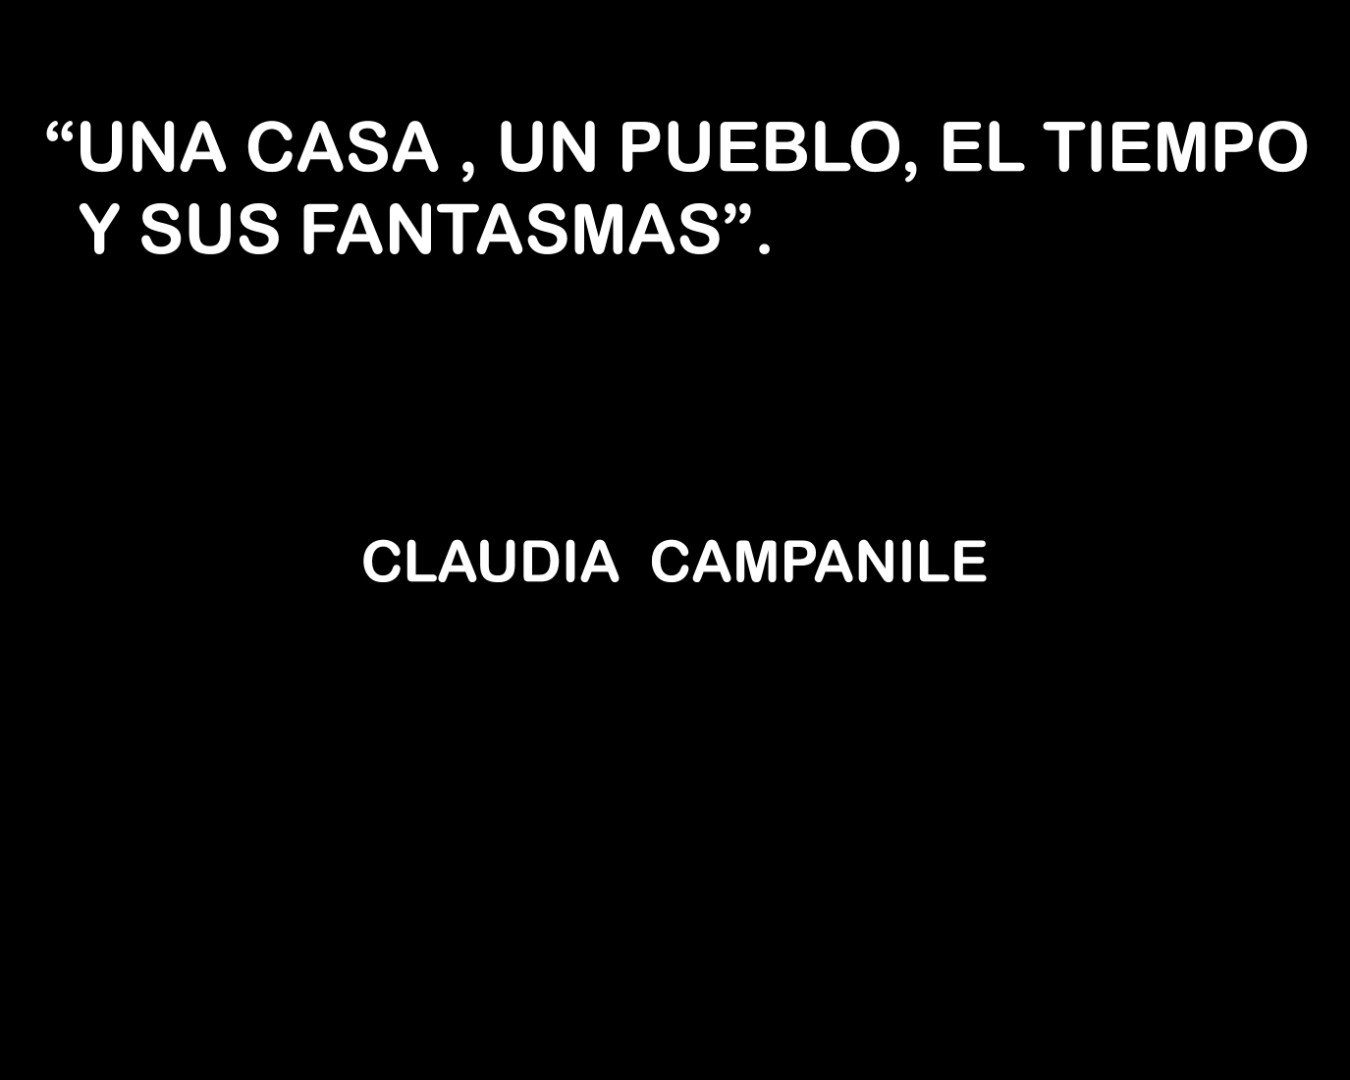 “UNA CASA , UN PUEBLO, EL TIEMPO
Y SUS FANTASMAS”.
CLAUDIA CAMPANILE